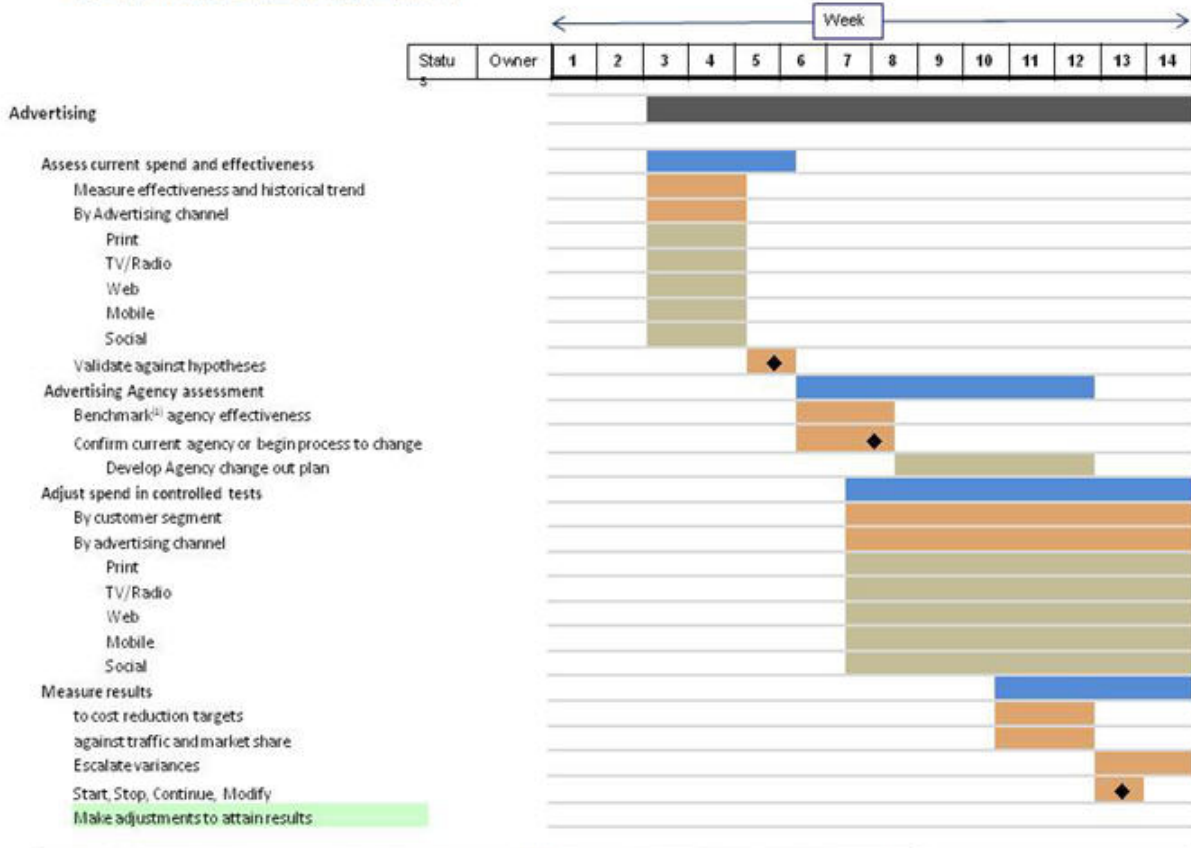 Week
Statu
s
Owner
1 2 3 4 5 6 7 8 9 10 11 12 13 14
Advertising
Assess current spend and effectiveness
Measure effectiveness and historical trend
By Advertising channel
Print
TV/Radio
Web
Mobile
Social
Validate against hypotheses
Advertising Agency assessment
Benchmark⁽¹⁾ agency effectiveness
Confirm current agency or begin process to change
Develop Agency change out plan
Adjust spend in controlled tests
By customer segment
By advertising channel
Print
TV/Radio
Web
Mobile
Social
Measure results
to cost reduction targets
against traffic and market share
Escalate variances
Start, Stop, Continue, Modify
Make adjustments to attain results